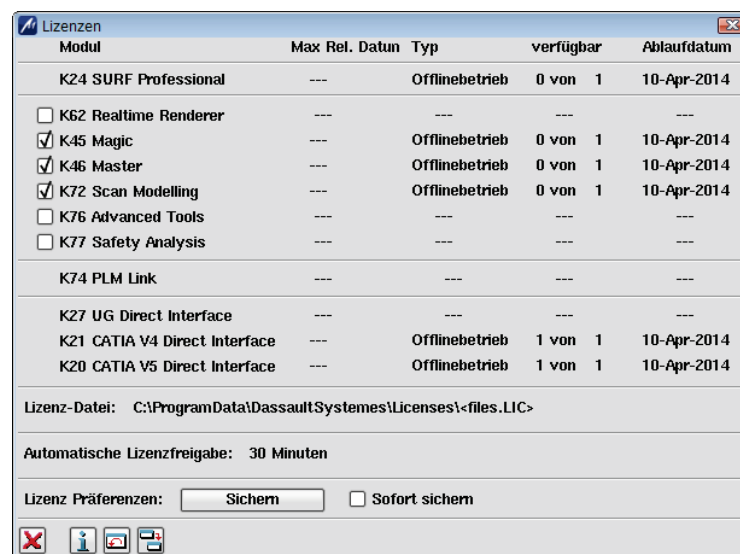 Lizenzen
Modul Max Rel. Datun Typ verfügbar Ablaufdatum
K24 SURF Professional --- Offlinebetrieb 0 von 1 10-Apr-2014
K62 Realtime Renderer --- --- --- ---
K45 Magic --- Offlinebetrieb 0 von 1 10-Apr-2014
K46 Master --- Offlinebetrieb 0 von 1 10-Apr-2014
K72 Scan Modelling --- Offlinebetrieb 0 von 1 10-Apr-2014
K76 Advanced Tools --- --- --- ---
K77 Safety Analysis --- --- --- ---
K74 PLM Link --- --- --- ---
K27 UG Direct Interface --- --- --- ---
K21 CATIA V4 Direct Interface --- Offlinebetrieb 1 von 1 10-Apr-2014
K20 CATIA V5 Direct Interface --- Offlinebetrieb 1 von 1 10-Apr-2014
Lizenz-Datei: C:\ProgramData\DassaultSystemes\Licenses\<files.LIC>
Automatische Lizenzfreigabe: 30 Minuten
Lizenz Präferenzen: Sichern Sofort sichern